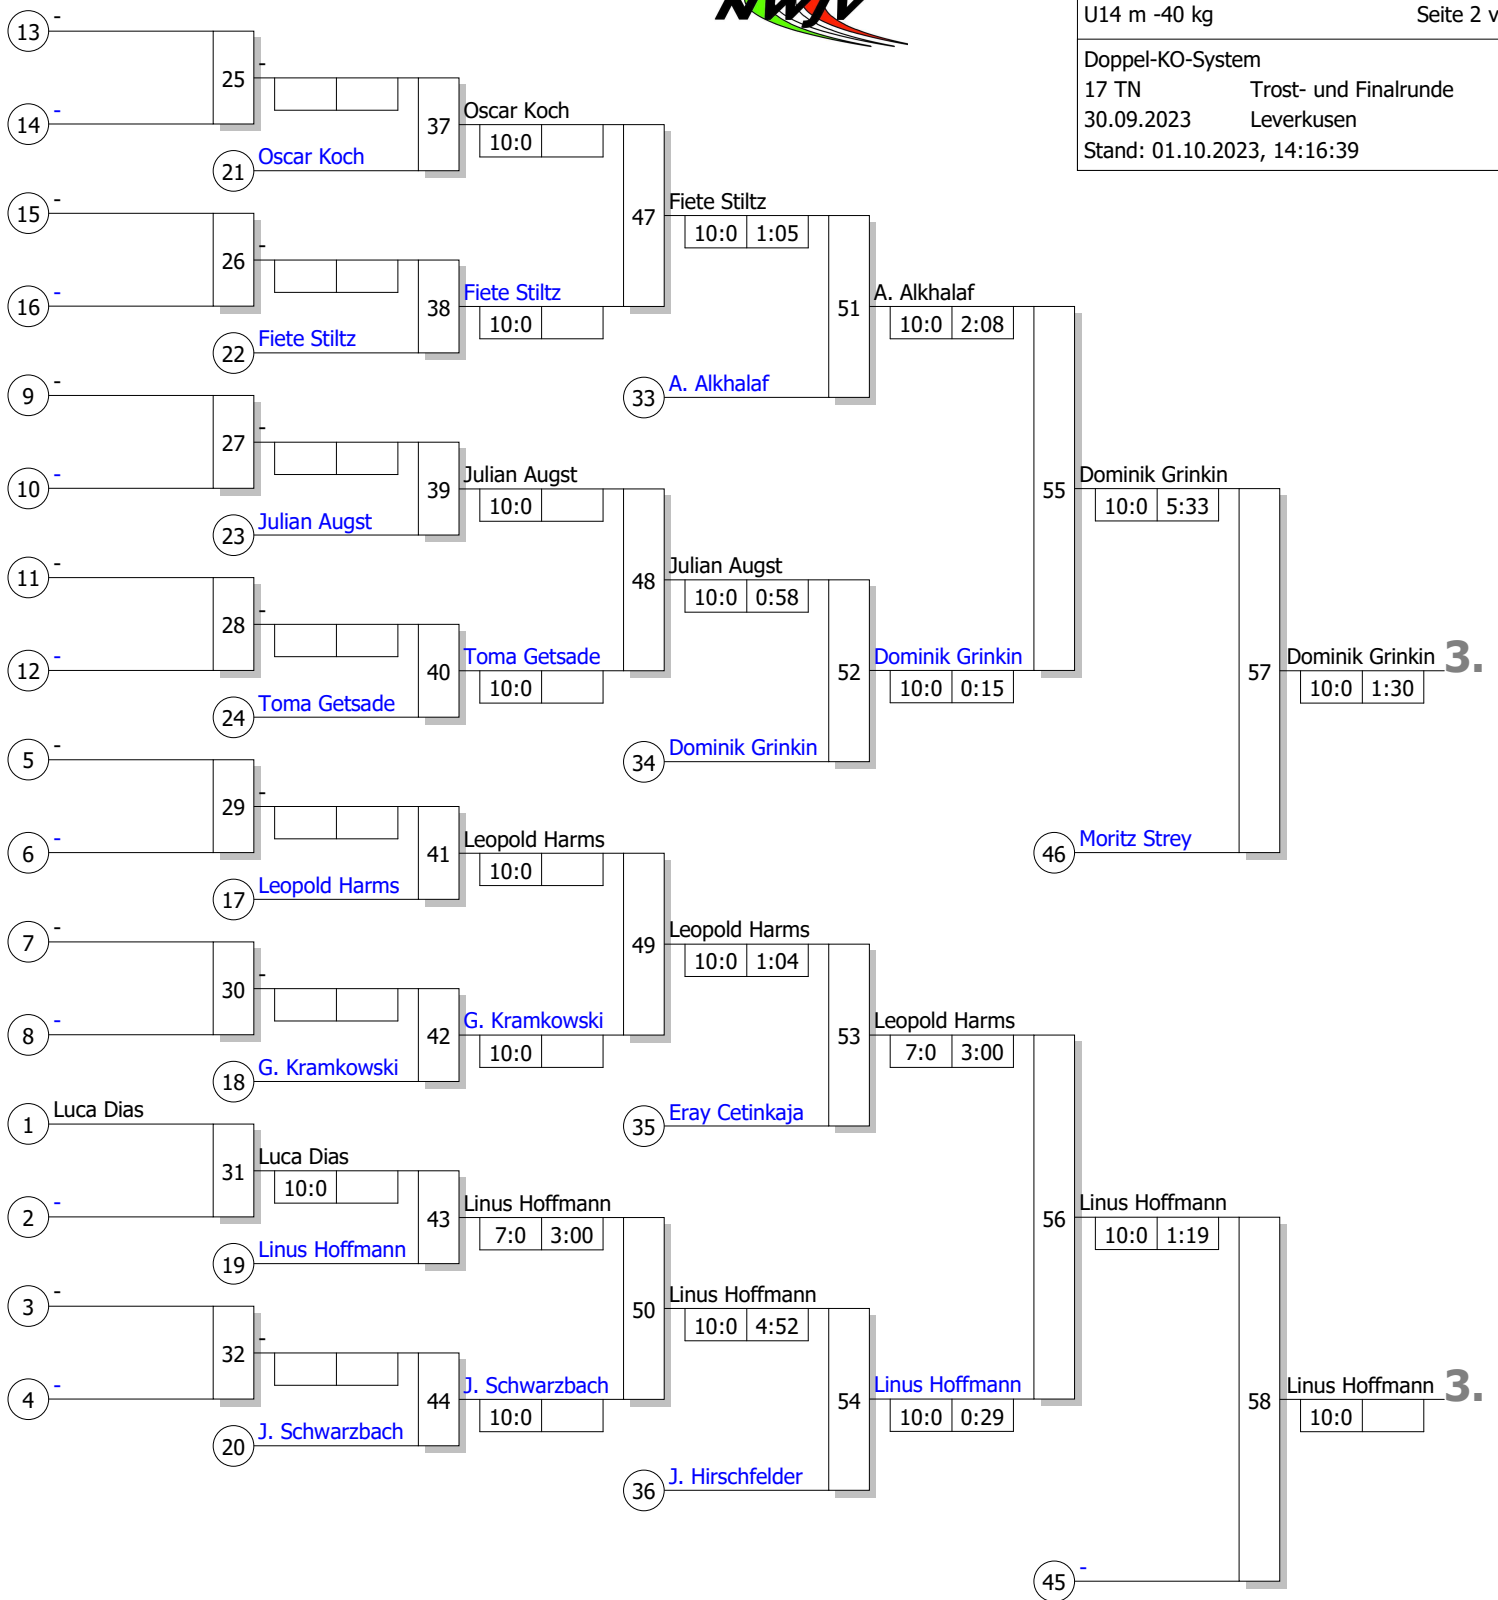 NWJV
U14 m -40 kg Seite 2 v
Doppel-KO-System
17 TN Trost- und Finalrunde
30.09.2023 Leverkusen
Stand: 01.10.2023, 14:16:39
13 -
25 -
14 -
37 Oscar Koch
10:0
21 Oscar Koch
15 -
47 Fiete Stiltz
10:0 1:05
26 -
16 -
38 Fiete Stiltz
10:0
22 Fiete Stiltz
51 A. Alkhalaf
10:0 2:08
33 A. Alkhalaf
9 -
27 -
10 -
39 Julian Augst
10:0
23 Julian Augst
55 Dominik Grinkin
10:0 5:33
11 -
48 Julian Augst
10:0 0:58
28 -
12 -
40 Toma Getsade
10:0
24 Toma Getsade
52 Dominik Grinkin
10:0 0:15
34 Dominik Grinkin
57 Dominik Grinkin 3.
10:0 1:30
5 -
29 -
6 -
41 Leopold Harms
10:0
46 Moritz Strey
17 Leopold Harms
7 -
49 Leopold Harms
10:0 1:04
30 -
8 -
42 G. Kramkowski
10:0
18 G. Kramkowski
53 Leopold Harms
7:0 3:00
35 Eray Cetinkaja
1 Luca Dias
31 Luca Dias
10:0
2 -
43 Linus Hoffmann
7:0 3:00
19 Linus Hoffmann
56 Linus Hoffmann
10:0 1:19
3 -
50 Linus Hoffmann
10:0 4:52
32 -
4 -
44 J. Schwarzbach
10:0
20 J. Schwarzbach
54 Linus Hoffmann
10:0 0:29
36 J. Hirschfelder
58 Linus Hoffmann 3.
10:0
45 -